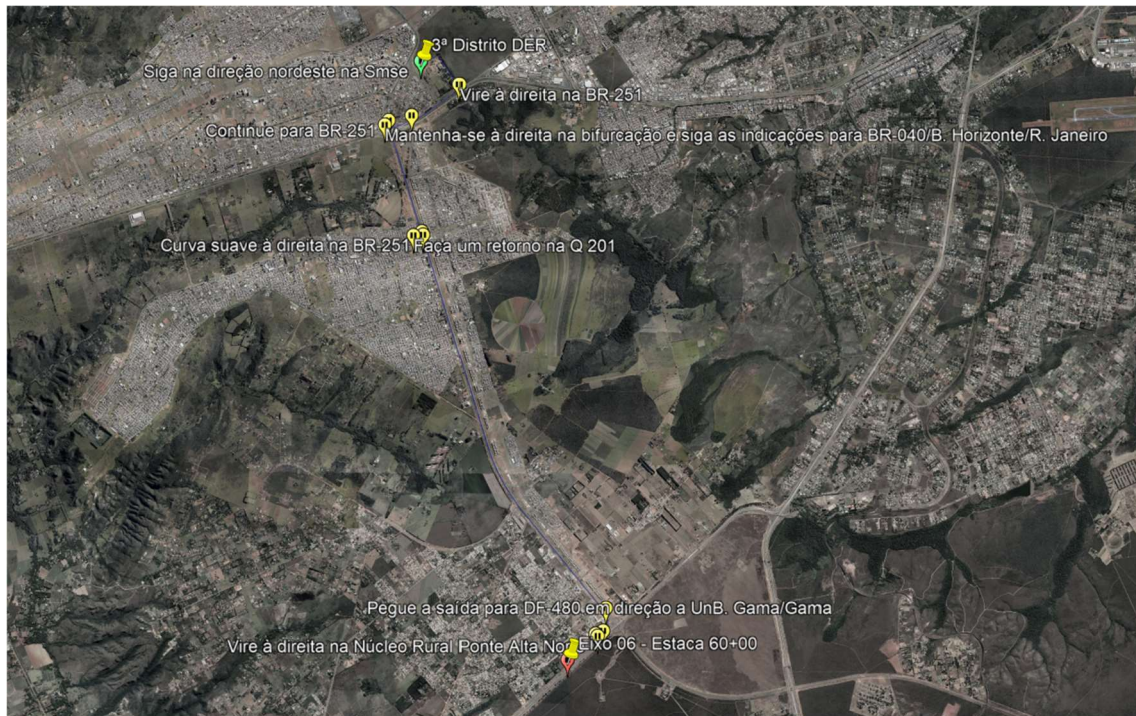 3ª Distrito DER
Siga na direção nordeste na Smse
Vire à direita na BR-251
Continue para BR-251
Mantenha-se à direita na bifurcação e siga as indicações para BR-040/B. Horizonte/R. Janeiro
Curva suave à direita na BR-251
Faça um retorno na Q 201
Pegue a saída para DF-480 em direção a UnB. Gama/Gama
Vire à direita na Núcleo Rural Ponte Alta Nor
Eixo 06 - Estaca 60+00